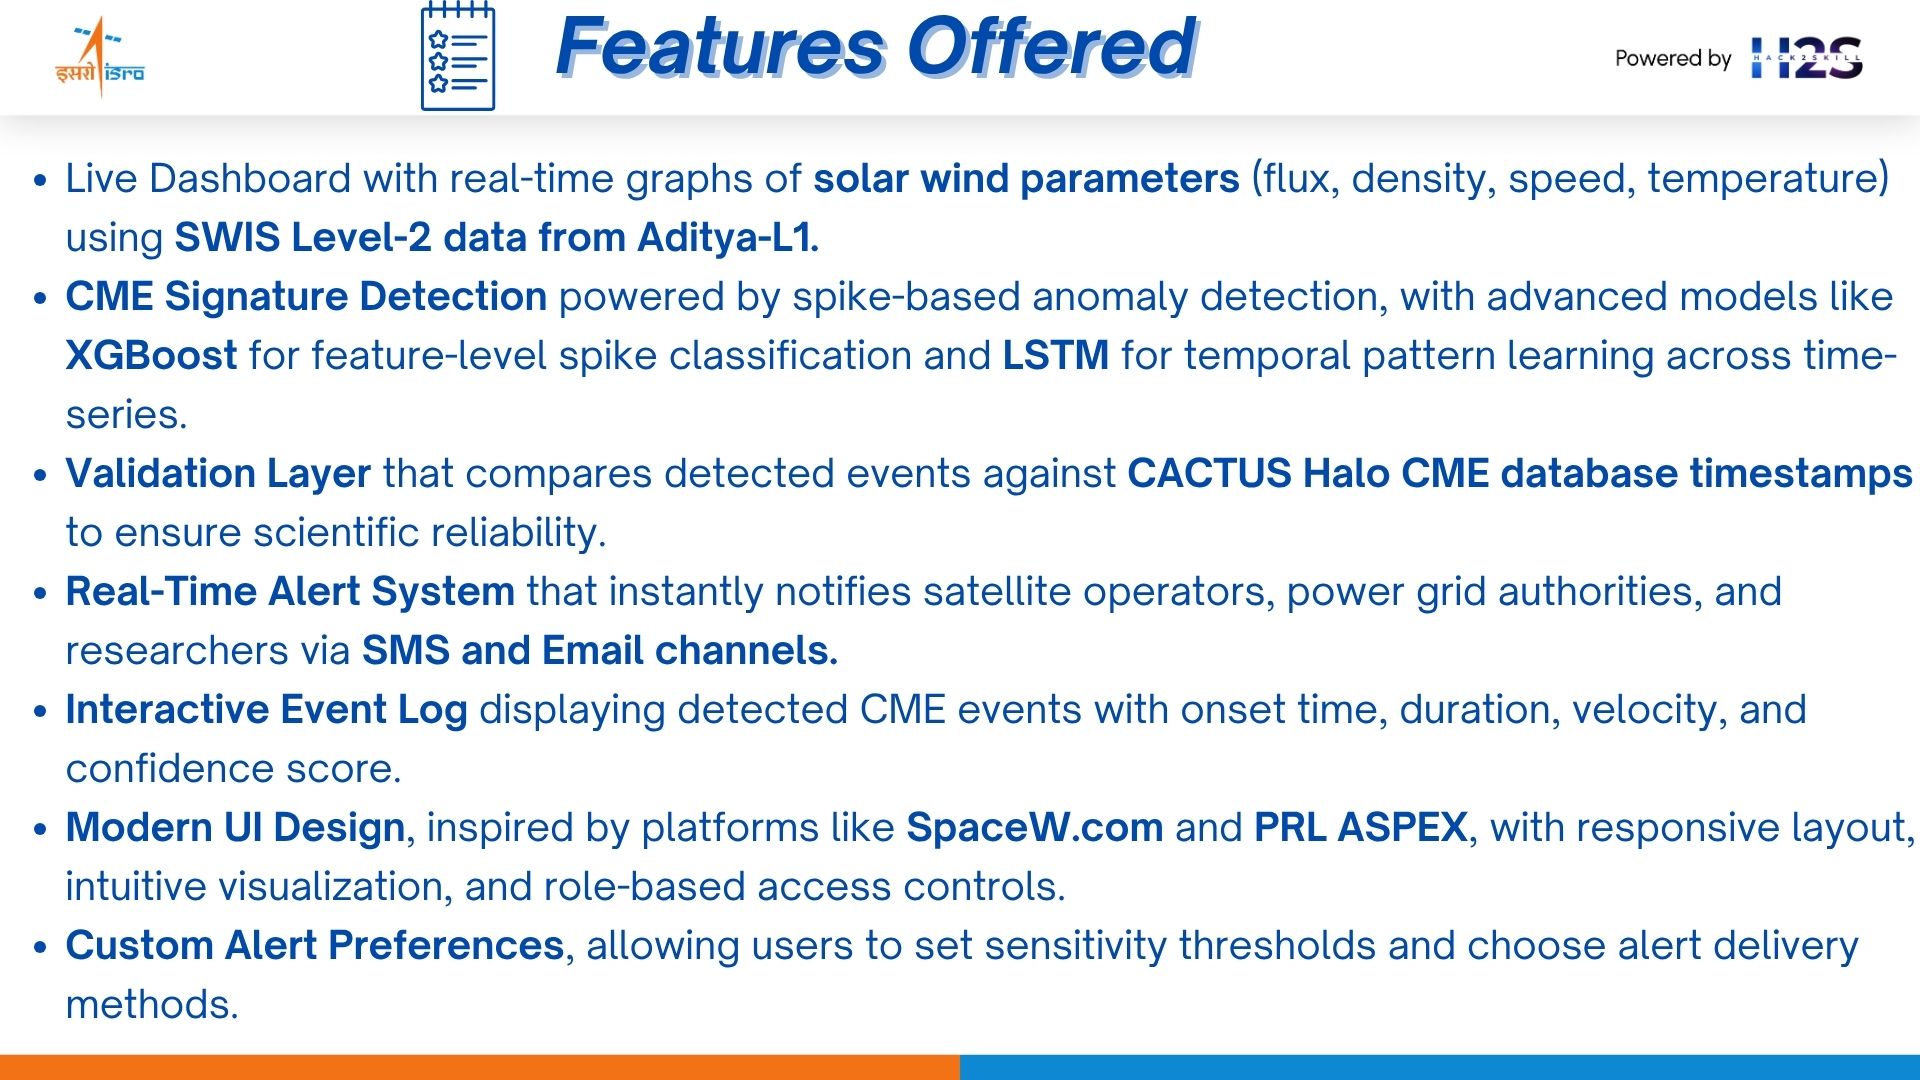 इसरो isro
Features Offered
Powered by H2S
HACK2SKILL
• Live Dashboard with real-time graphs of solar wind parameters (flux, density, speed, temperature)
using SWIS Level-2 data from Aditya-L1.
• CME Signature Detection powered by spike-based anomaly detection, with advanced models like
XGBoost for feature-level spike classification and LSTM for temporal pattern learning across time-
series.
• Validation Layer that compares detected events against CACTUS Halo CME database timestamps
to ensure scientific reliability.
• Real-Time Alert System that instantly notifies satellite operators, power grid authorities, and
researchers via SMS and Email channels.
• Interactive Event Log displaying detected CME events with onset time, duration, velocity, and
confidence score.
• Modern UI Design, inspired by platforms like SpaceW.com and PRL ASPEX, with responsive layout,
intuitive visualization, and role-based access controls.
• Custom Alert Preferences, allowing users to set sensitivity thresholds and choose alert delivery
methods.